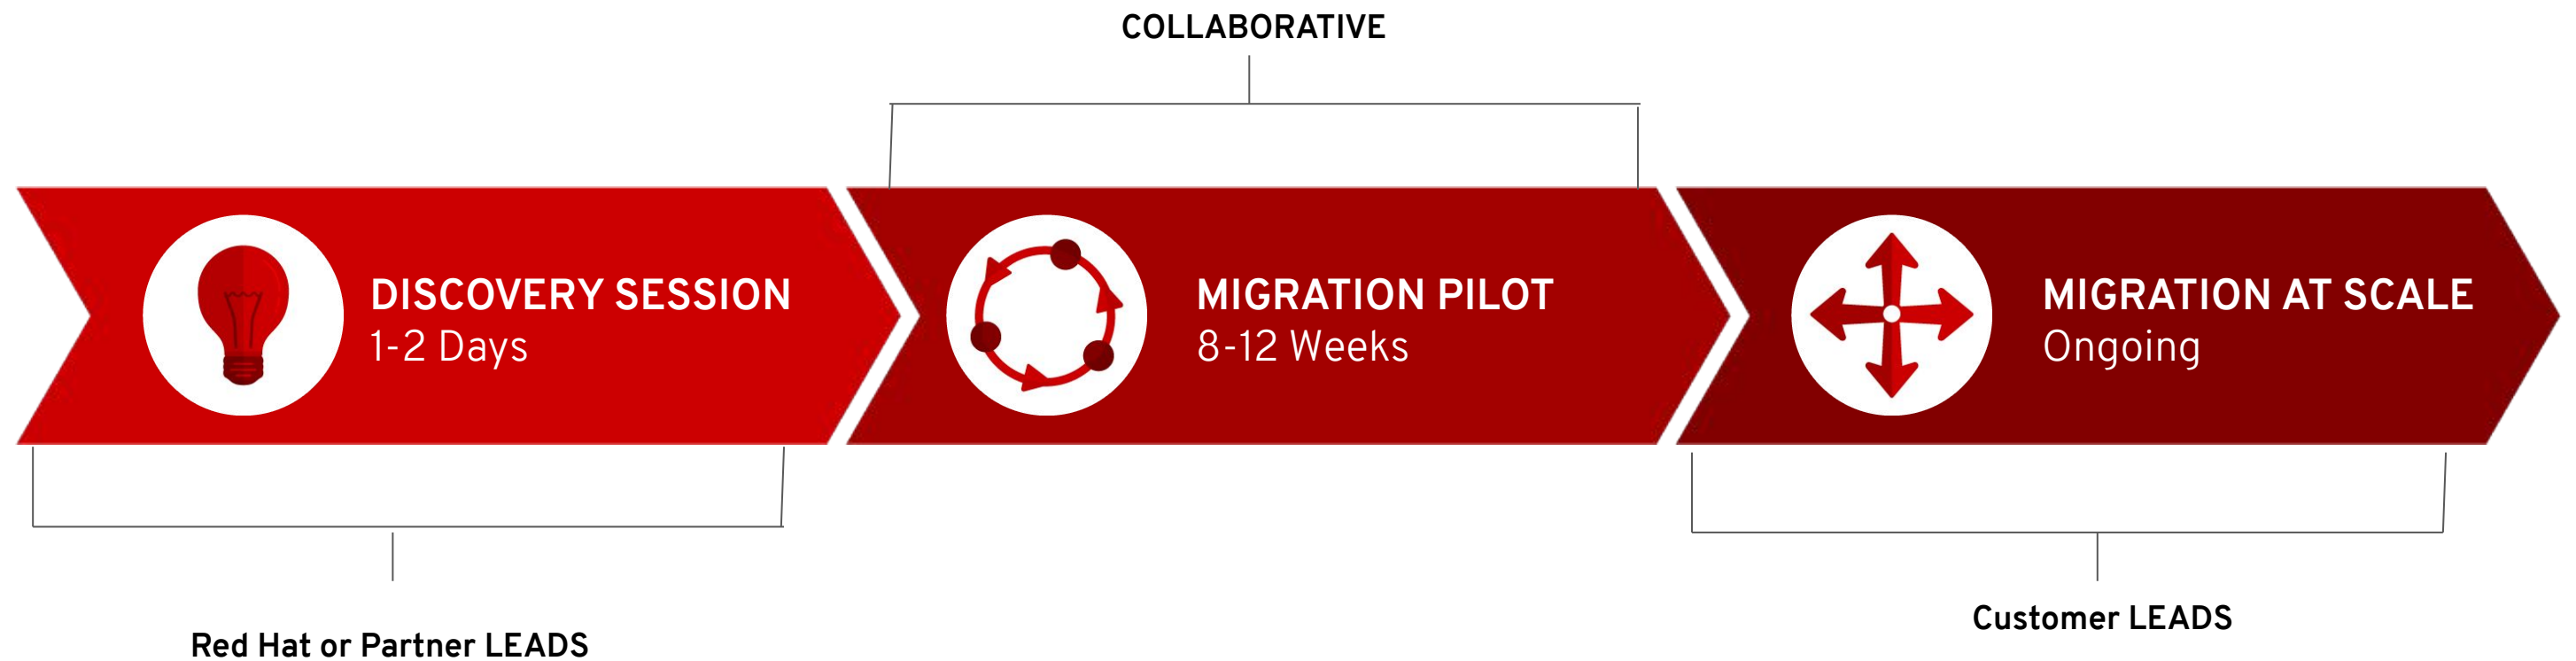 COLLABORATIVE
DISCOVERY SESSION
1-2 Days
MIGRATION PILOT
8-12 Weeks
MIGRATION AT SCALE
Ongoing
Red Hat or Partner LEADS
Customer LEADS